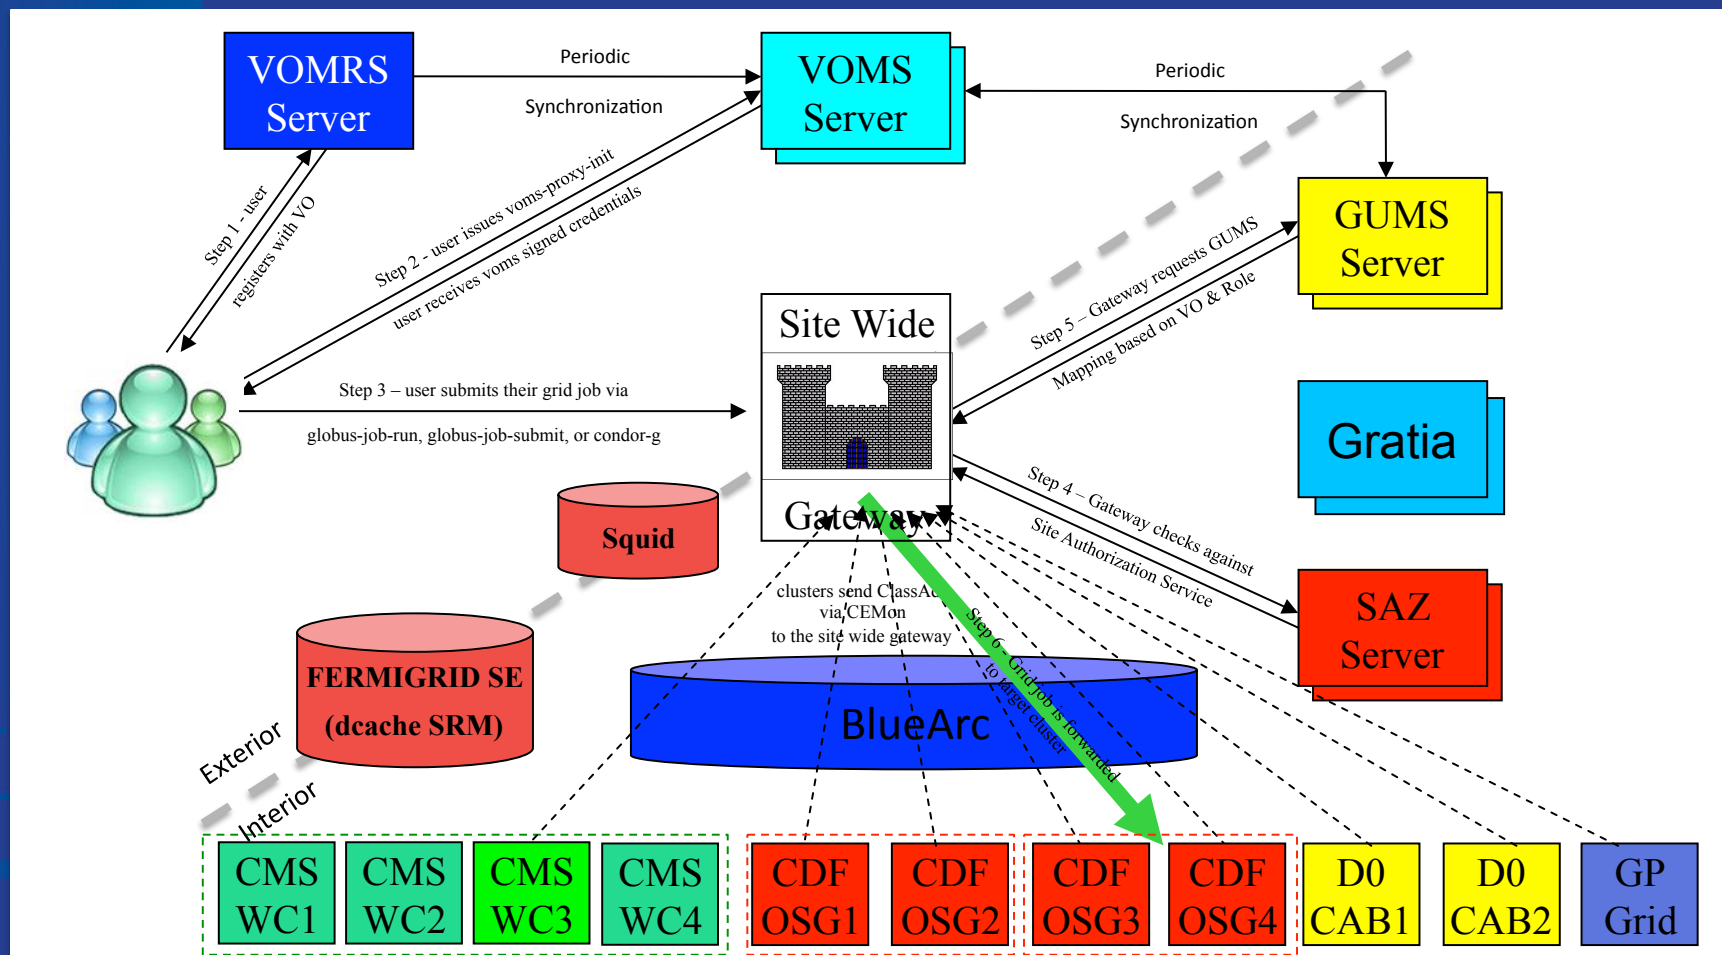 VOMRS
Server
Periodic
Synchronization
VOMS
Server
Periodic
Synchronization
GUMS
Server
Step 1 - user
registers with VO
Step 2 - user issues voms-proxy-init
user receives voms signed credentials
Step 5 – Gateway requests GUMS
Mapping based on VO & Role
Site Wide
Gateway
Step 3 – user submits their grid job via
globus-job-run, globus-job-submit, or condor-g
Gratia
Step 4 – Gateway checks against
Site Authorization Service
Squid
SAZ
Server
clusters send ClassAd
via CEMon
to the site wide gateway
Step 6 - Grid job is forwarded
to target cluster
FERMIGRID SE
(dcache SRM)
BlueArc
Exterior
Interior
CMS
WC1
CMS
WC2
CMS
WC3
CMS
WC4
CDF
OSG1
CDF
OSG2
CDF
OSG3
CDF
OSG4
D0
CAB1
D0
CAB2
GP
Grid